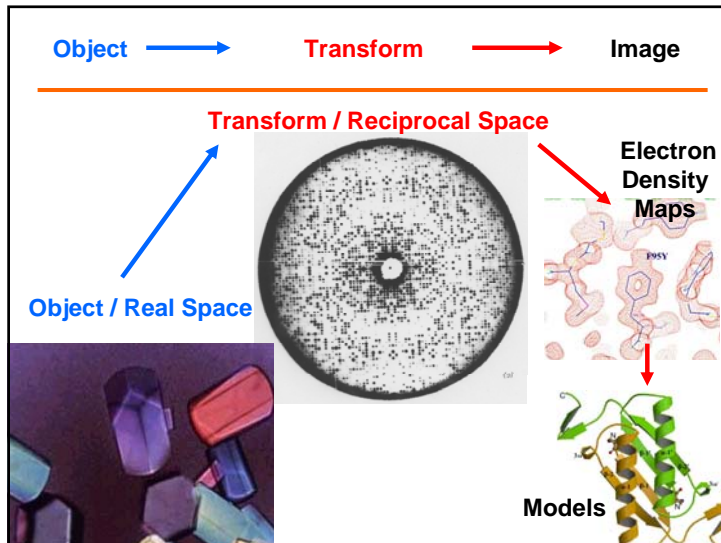 Object Transform Image
Transform / Reciprocal Space
Electron
Density
Maps
F95Y
Object / Real Space
Models
N
N